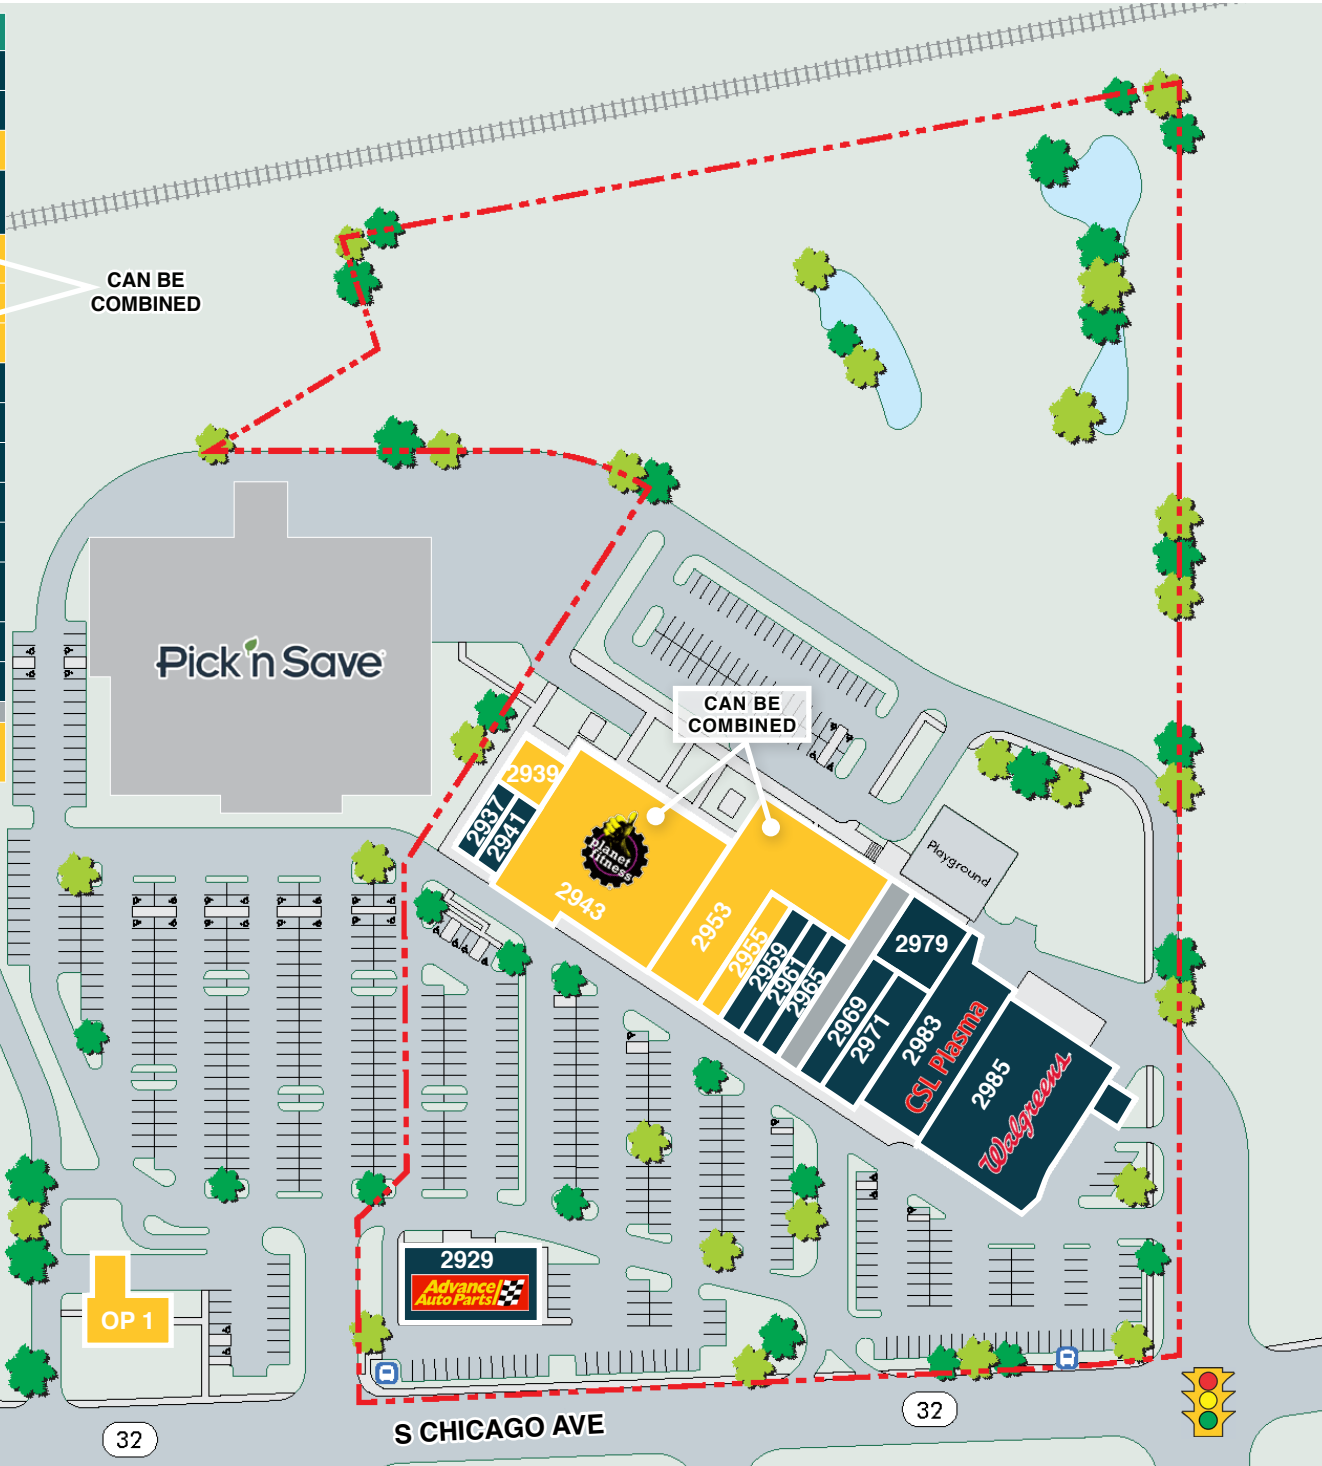 CAN BE
COMBINED
Pick 'n Save
CAN BE
COMBINED
2939
2937
2941
planet
fitness
2943
2953
2955
2959
2961
2965
Playground
2979
2969
2971
2983
CSL Plasma
2985
Walgreens
2929
Advance
Auto Parts
OP 1
S CHICAGO AVE
32
32